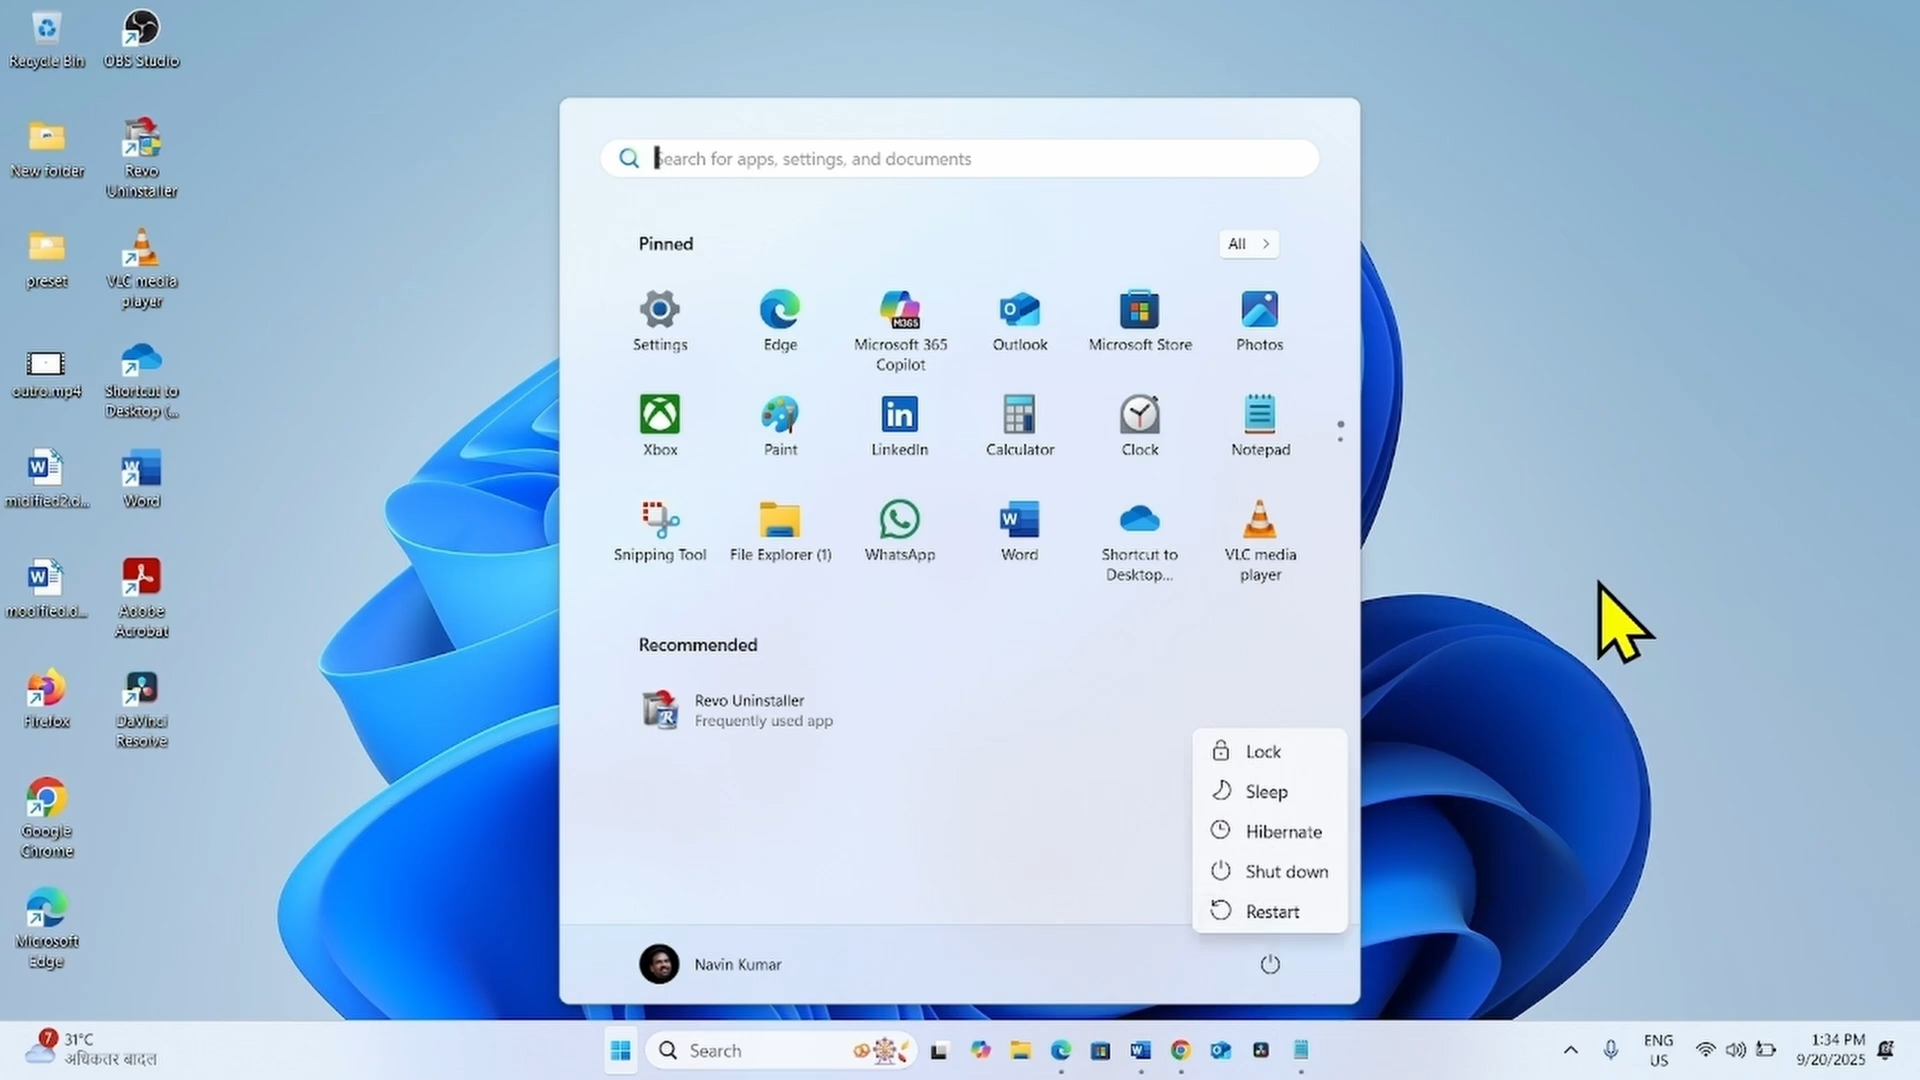 Recycle Bin
OBS Studio
New folder
Revo
Uninstaller
preset
VLC media
player
outro.mp4
Shortcut to
Desktop (...
midified2.d...
Word
modified.d...
Adobe
Acrobat
Firefox
DaVinci
Resolve
Google
Chrome
Microsoft
Edge
Search for apps, settings, and documents
Pinned
All
Settings
Edge
M365
Microsoft 365
Copilot
Outlook
Microsoft Store
Photos
Xbox
Paint
in
LinkedIn
Calculator
Clock
Notepad
Snipping Tool
File Explorer (1)
WhatsApp
Word
Shortcut to
Desktop...
VLC media
player
Recommended
Revo Uninstaller
Frequently used app
Lock
Sleep
Hibernate
Shut down
Restart
Navin Kumar
7
31°C
अधिकतर बादल
Search
ENG
US
1:34 PM
9/20/2025